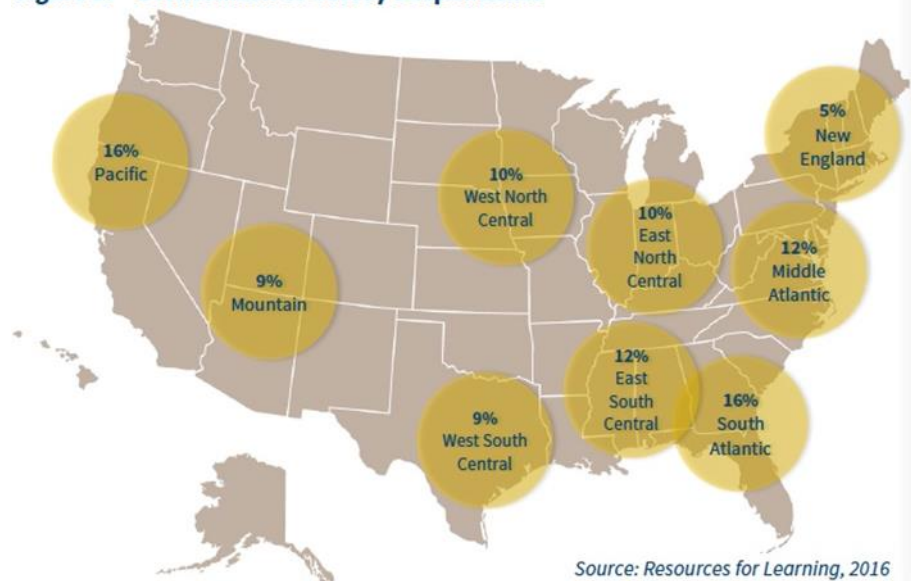 16%
Pacific
9%
Mountain
10%
West North
Central
9%
West South
Central
10%
East
North
Central
12%
East
South
Central
5%
New
England
12%
Middle
Atlantic
16%
South
Atlantic
Source: Resources for Learning, 2016